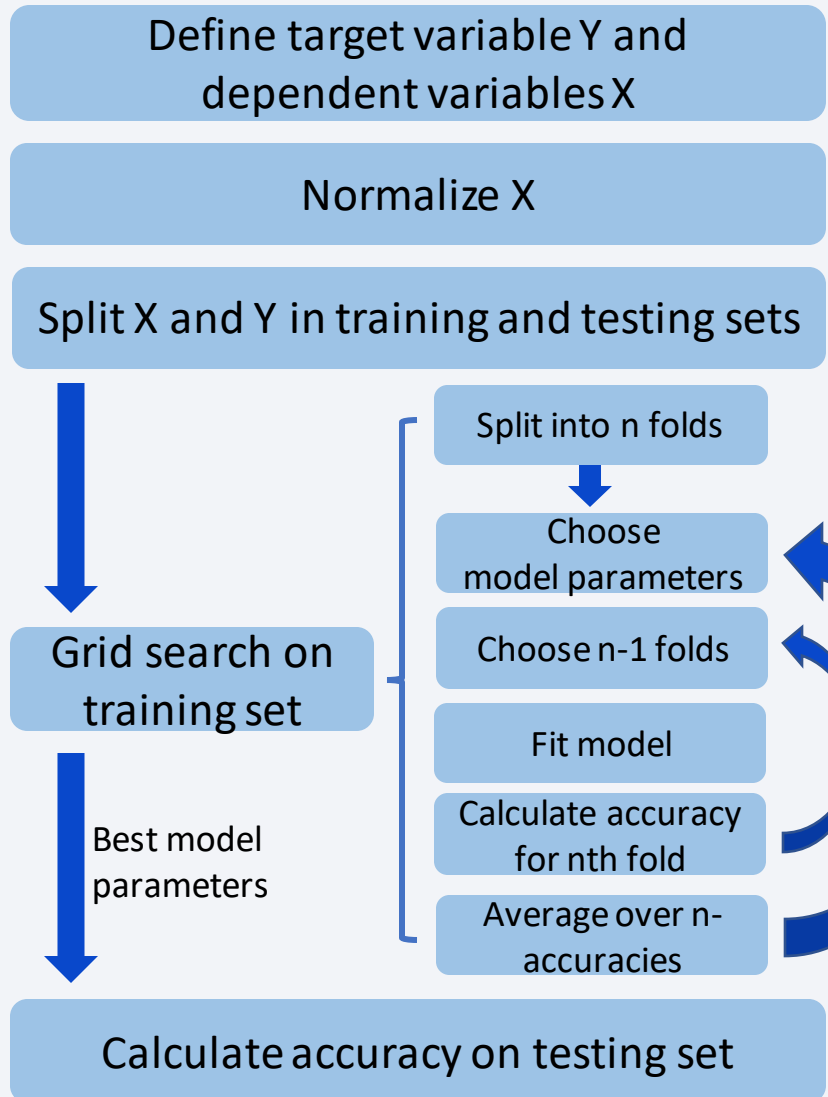 Define target variable Y and
dependent variables X
Normalize X
Split X and Y in training and testing sets
Split into n folds
Choose
model parameters
Choose n-1 folds
Grid search on
training set
Fit model
Calculate accuracy
for nth fold
Best model
parameters
Average over n-
accuracies
Calculate accuracy on testing set